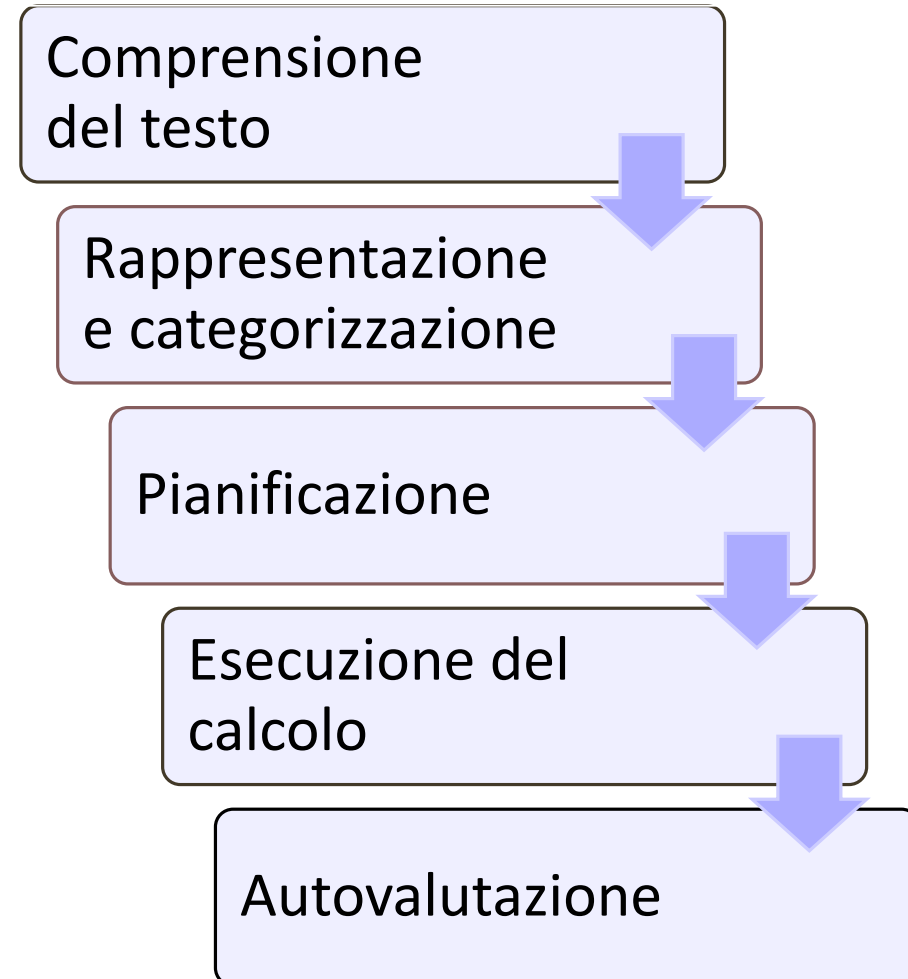 Comprensione
del testo
Rappresentazione
e categorizzazione
Pianificazione
Esecuzione del
calcolo
Autovalutazione